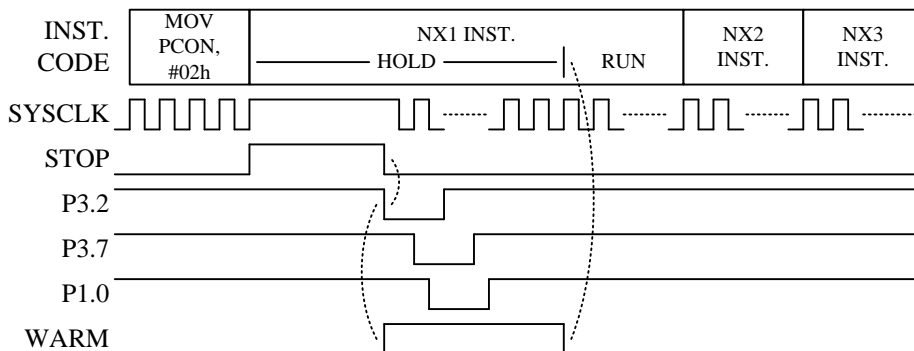 INST.
CODE
MOV
PCON,
#02h
NX1 INST.
HOLD
RUN
NX2
INST.
NX3
INST.
SYSCLK
STOP
P3.2
P3.7
P1.0
WARM